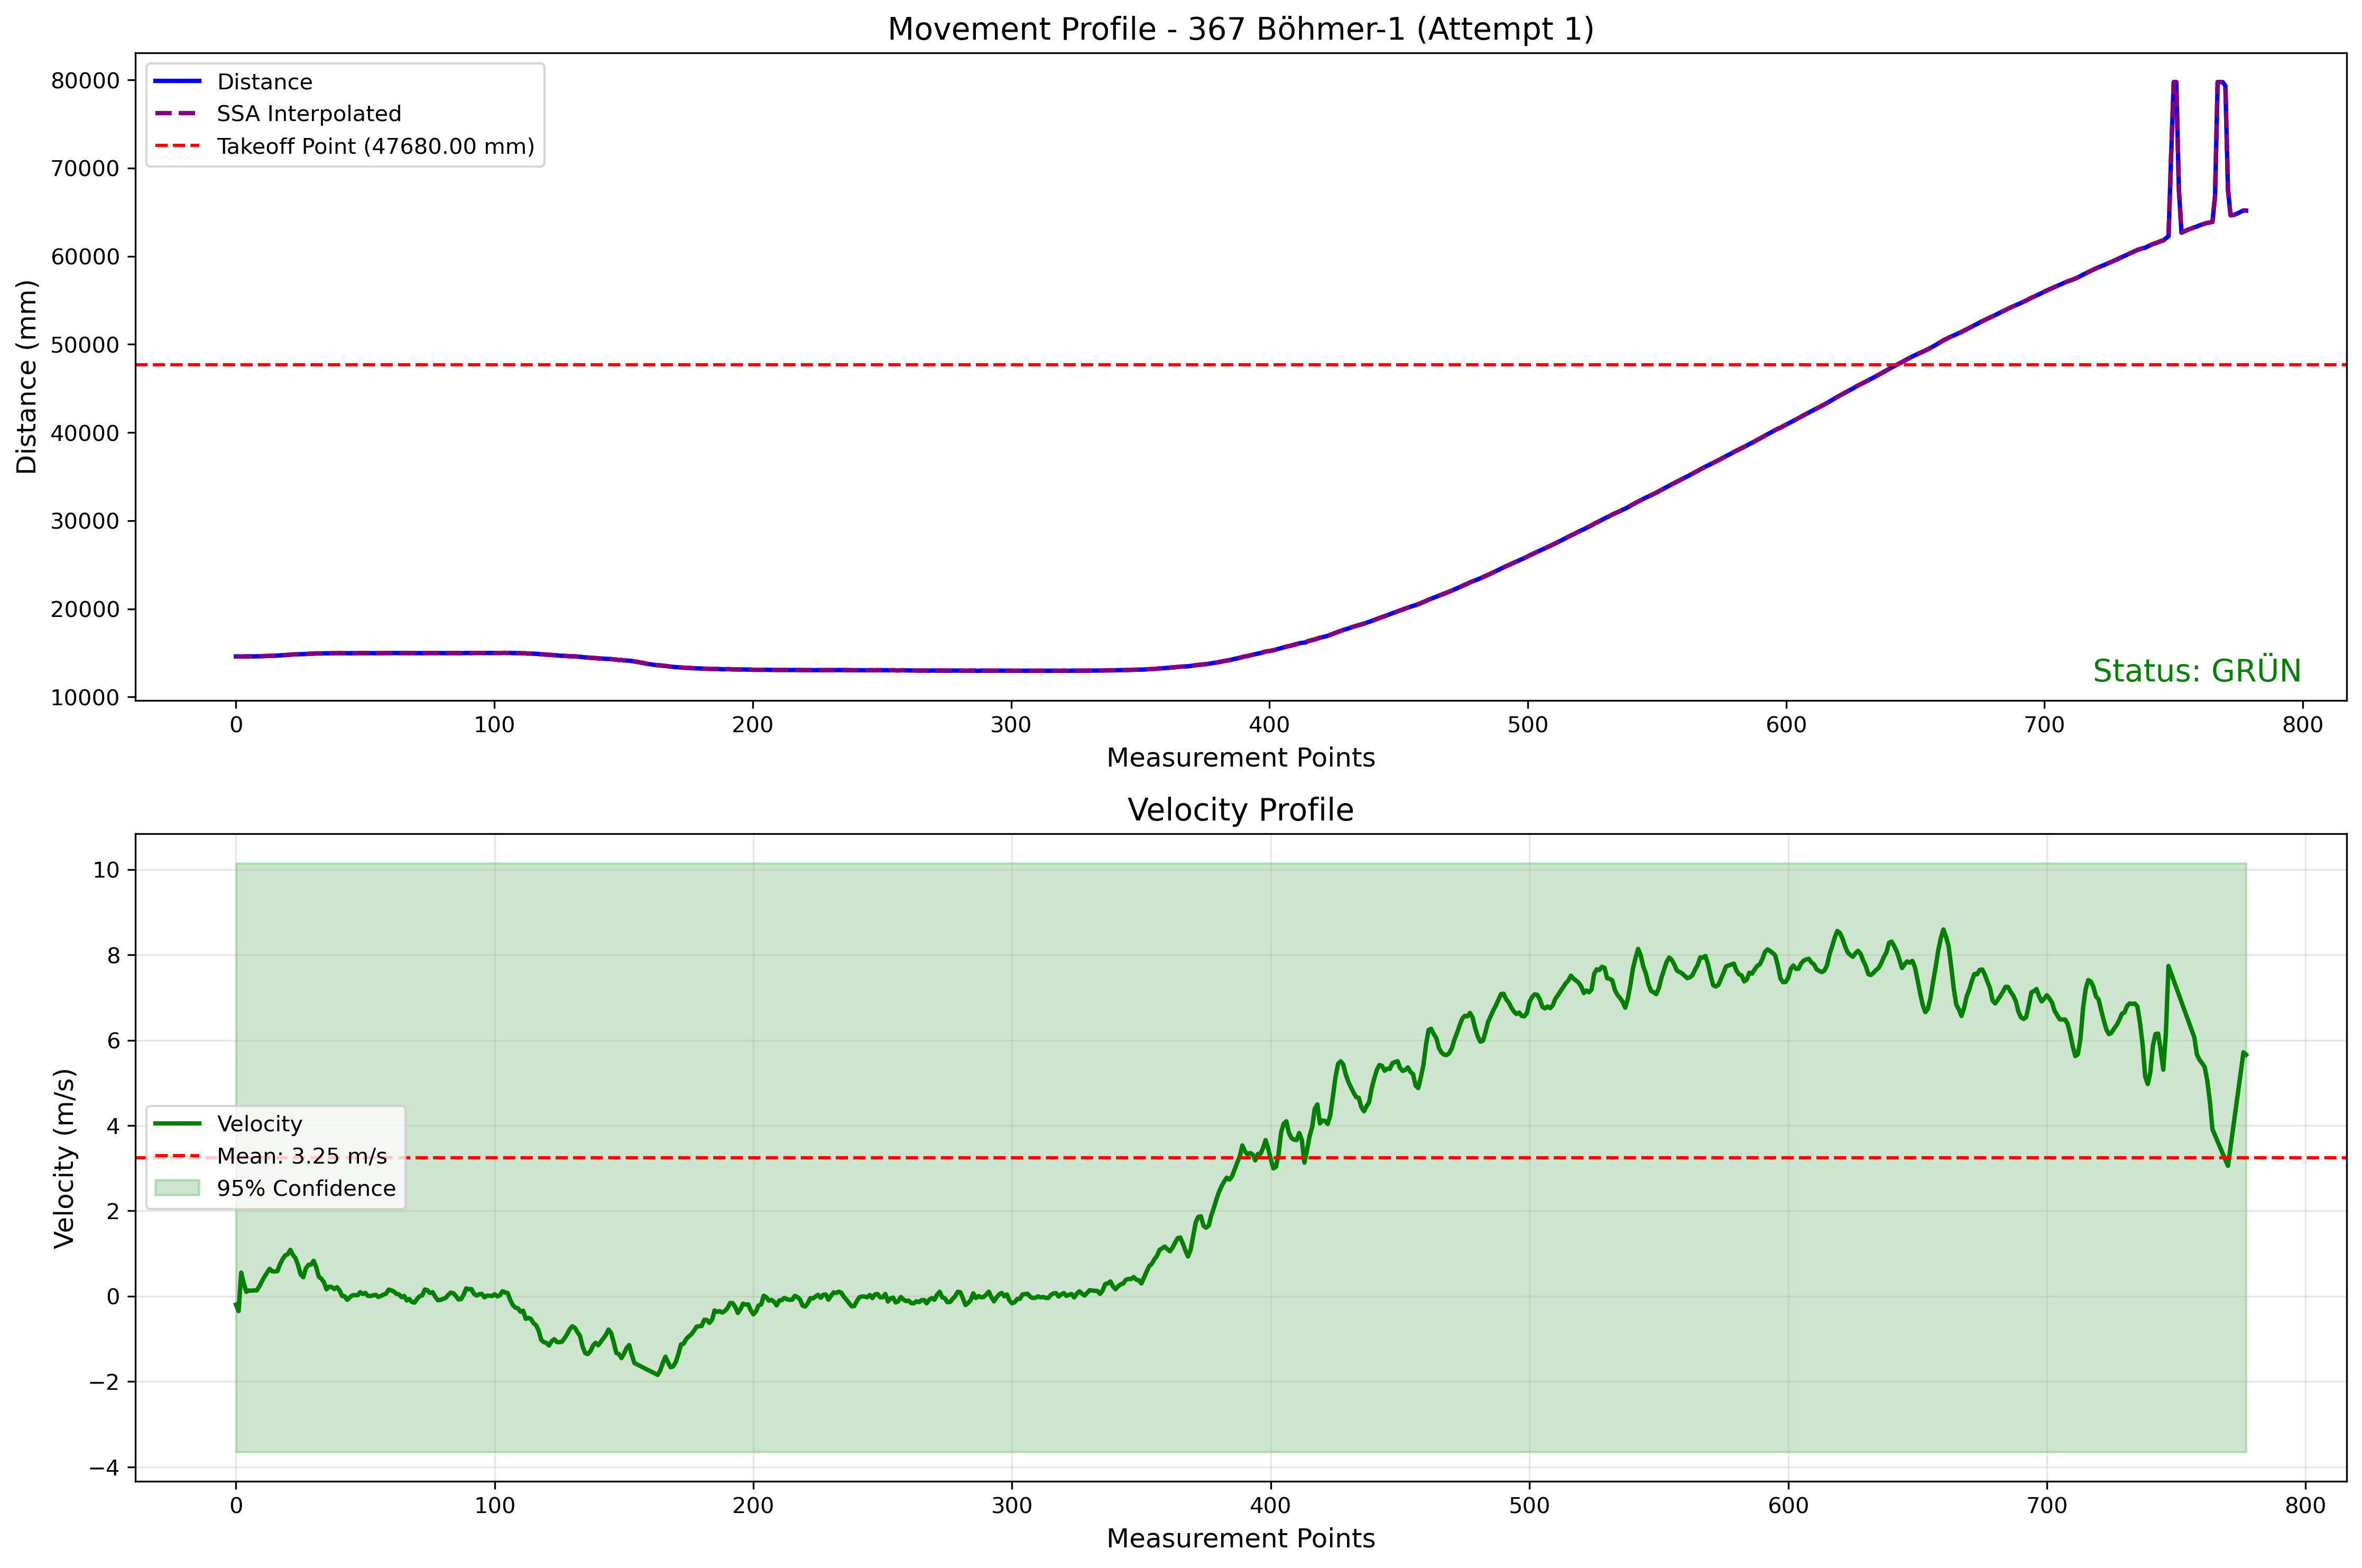 Movement Profile - 367 Böhmer-1 (Attempt 1)
Distance
SSA Interpolated
Takeoff Point (47680.00 mm)
Distance (mm)
80000
70000
60000
50000
40000
30000
20000
10000
Status: GRÜN
0 100 200 300 400 500 600 700 800
Measurement Points
Velocity Profile
Velocity (m/s)
10
8
6
4
2
0
−2
−4
Velocity
Mean: 3.25 m/s
95% Confidence
0 100 200 300 400 500 600 700 800
Measurement Points